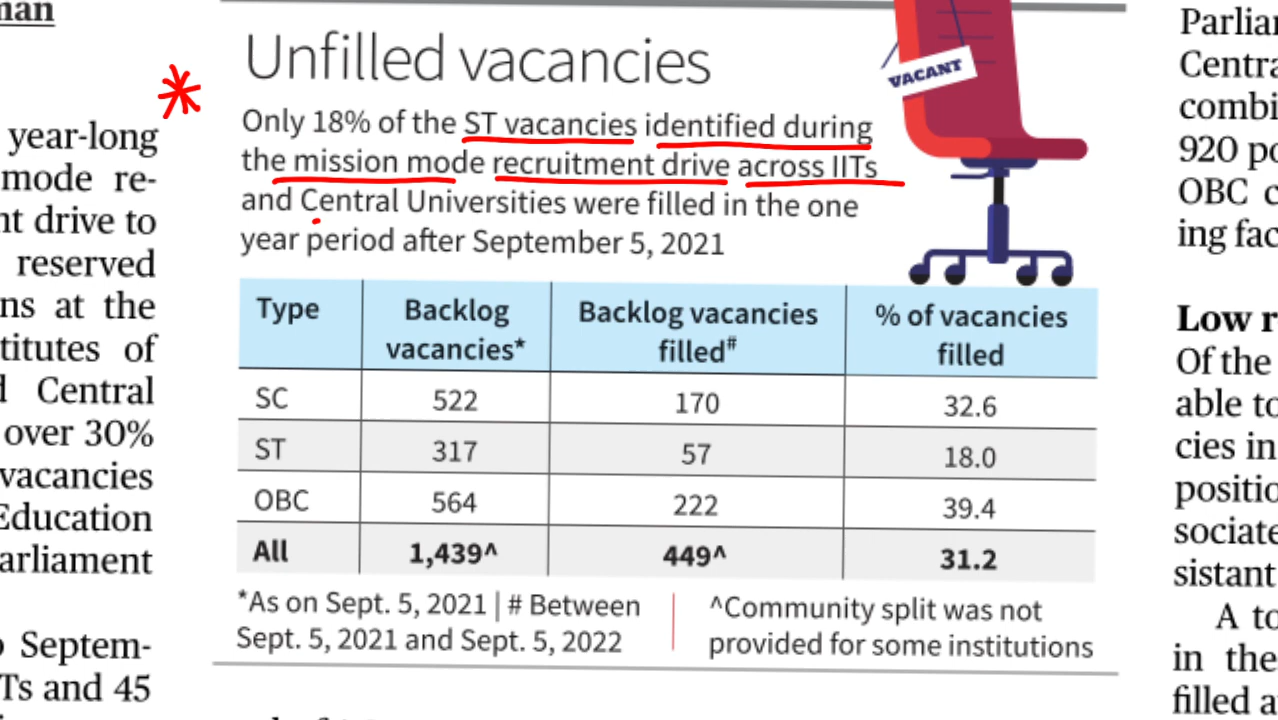 man
year-long
mode re-
nt drive to
reserved
ns at the
titutes of
d Central
over 30%
vacancies
Education
arliament
Septem-
Ts and 45
Unfilled vacancies
VACANT
Only 18% of the ST vacancies identified during
the mission mode recruitment drive across IITs
and Central Universities were filled in the one
year period after September 5, 2021
Type Backlog vacancies* Backlog vacancies filled# % of vacancies filled
SC 522 170 32.6
ST 317 57 18.0
OBC 564 222 39.4
All 1,439^ 449^ 31.2
*As on Sept. 5, 2021 | # Between
Sept. 5, 2021 and Sept. 5, 2022
^Community split was not
provided for some institutions
Parliam
Centra
combi
920 po
OBC c
ing fac
Low r
Of the
able to
cies in
positio
sociate
sistant
A to
in the
filled a